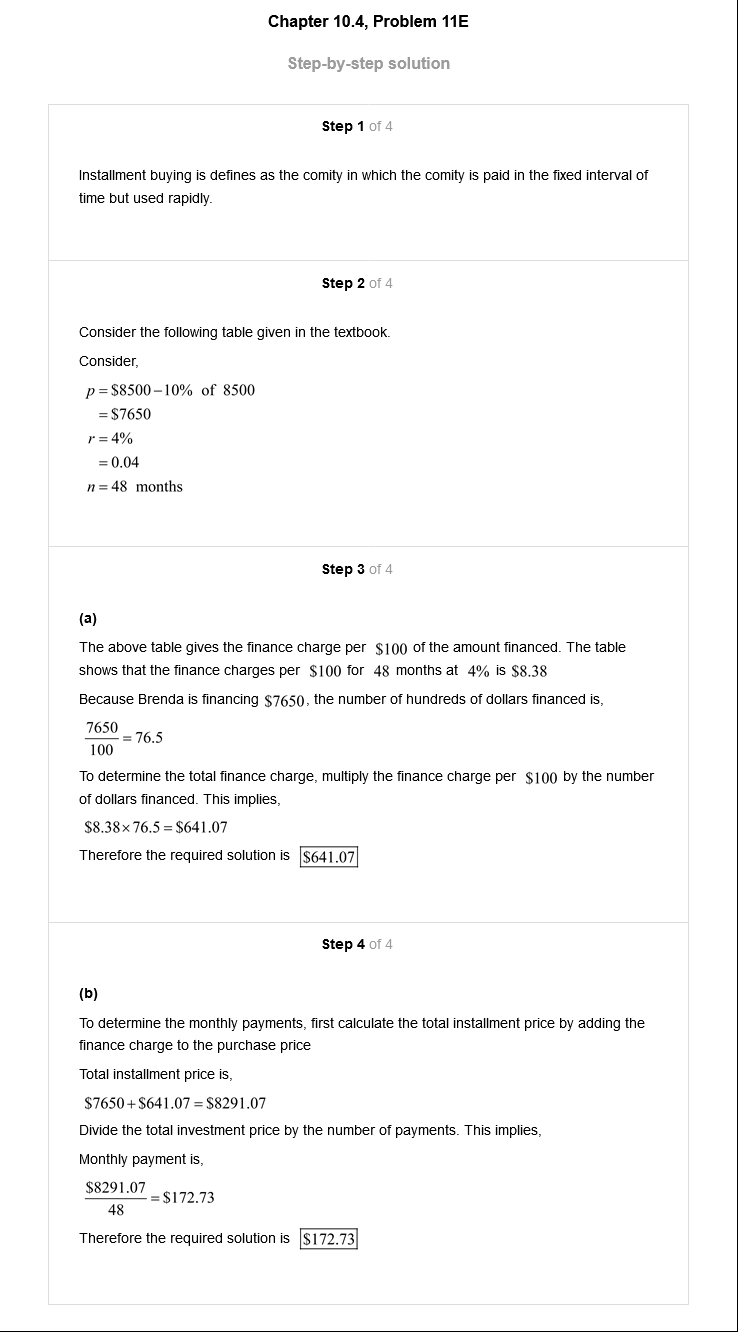 Chapter 10.4, Problem 11E
Step-by-step solution
Step 1 of 4
Installment buying is defines as the comity in which the comity is paid in the fixed interval of
time but used rapidly.
Step 2 of 4
Consider the following table given in the textbook.
Consider,
p = $8500 − 10% of 8500
= $7650
r = 4%
= 0.04
n = 48 months
Step 3 of 4
(a)
The above table gives the finance charge per $100 of the amount financed. The table
shows that the finance charges per $100 for 48 months at 4% is $8.38
Because Brenda is financing $7650, the number of hundreds of dollars financed is,
7650
100
= 76.5
To determine the total finance charge, multiply the finance charge per $100 by the number
of dollars financed. This implies,
$8.38 × 76.5 = $641.07
Therefore the required solution is $641.07
Step 4 of 4
(b)
To determine the monthly payments, first calculate the total installment price by adding the
finance charge to the purchase price
Total installment price is,
$7650 + $641.07 = $8291.07
Divide the total investment price by the number of payments. This implies,
Monthly payment is,
$8291.07
48
= $172.73
Therefore the required solution is $172.73